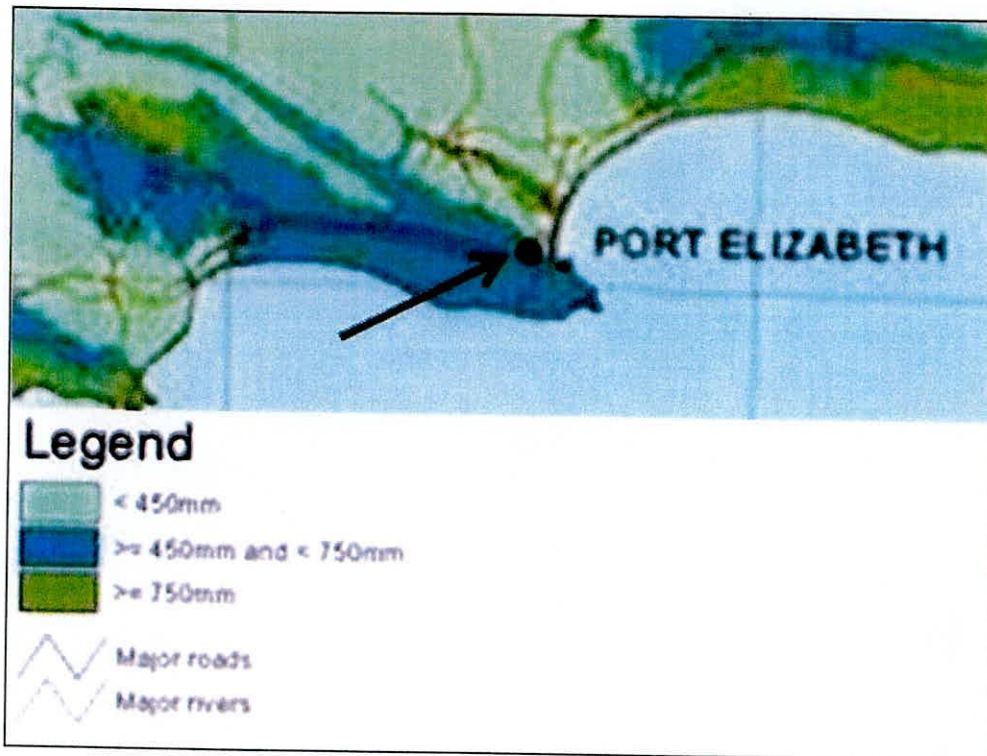 PORT ELIZABETH
Legend
< 450mm
>= 450mm and < 750mm
>= 750mm
Major roads
Major rivers